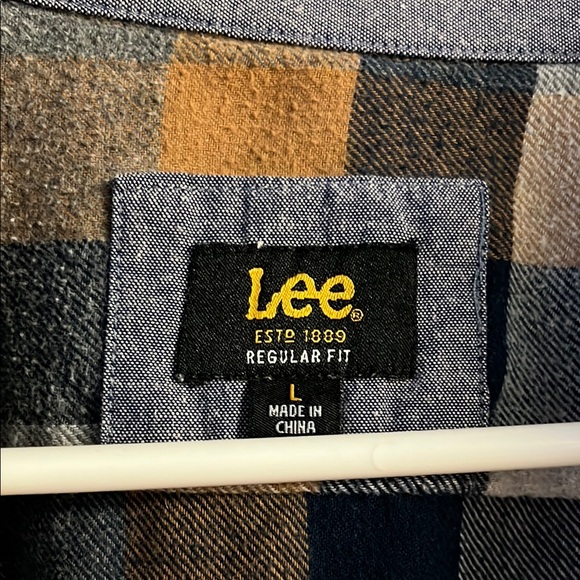 Lee®
ESTD 1889
REGULAR FIT
L
MADE IN
CHINA